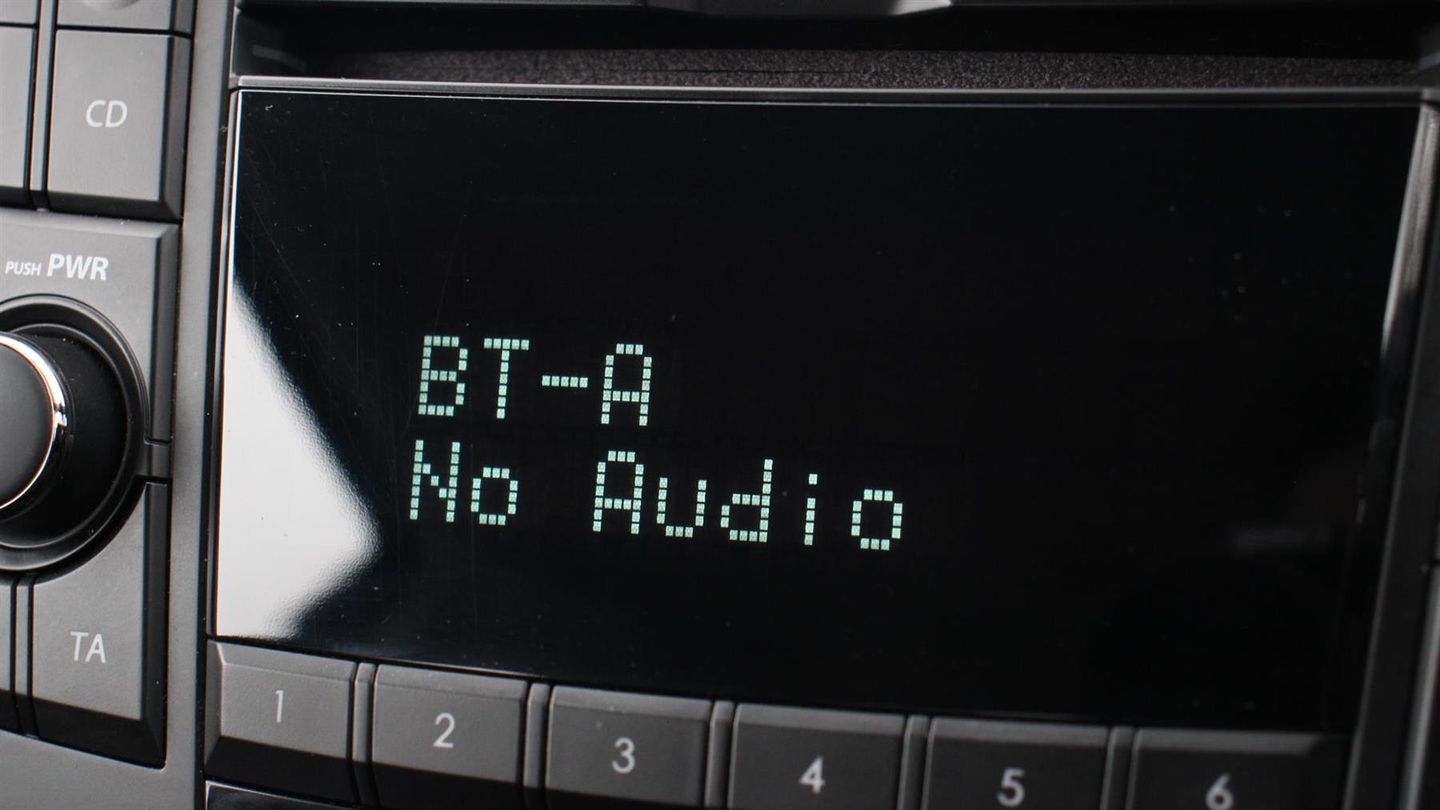 CD
PUSH PWR
BT-A
No Audio
TA
1 2 3 4 5 6